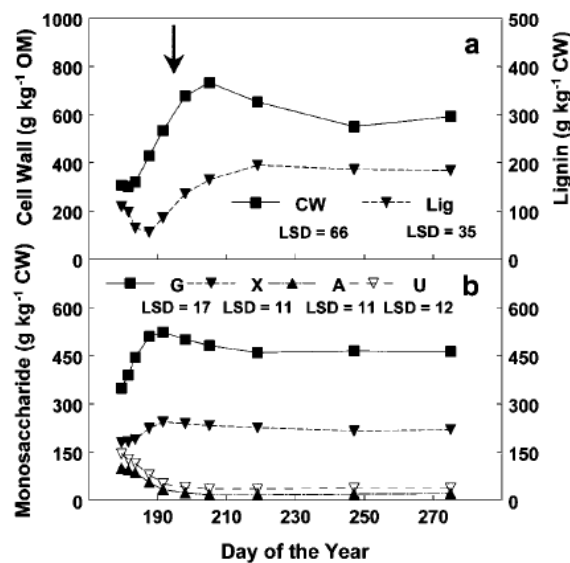 1000
800
600
400
200
0
Cell Wall (g kg⁻¹ OM)
a
500
400
300
200
100
0
Lignin (g kg⁻¹ CW)
CW Lig
LSD = 66 LSD = 35
600
450
300
150
0
Monosaccharide (g kg⁻¹ CW)
G X A U b
LSD = 17 LSD = 11 LSD = 11 LSD = 12
600
450
300
150
0
190 210 230 250 270
Day of the Year